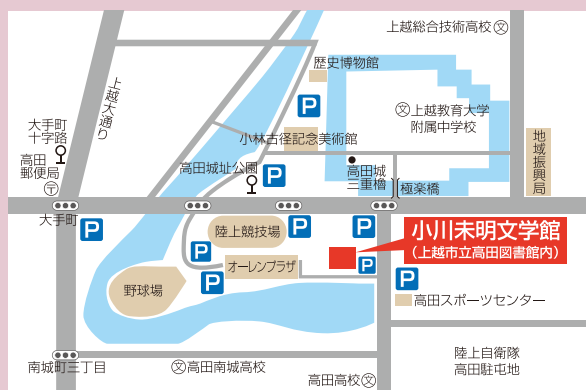 上越総合技術高校
文
歴史博物館
上越大通り
P
文
上越教育大学
附属中学校
大手町
十字路
小林古径記念美術館
地域振興局
高田
郵便局
〒
高田城址公園
P
高田城
三重櫓
極楽橋
大手町
P
陸上競技場
P
P
小川未明文学館
(上越市立高田図書館内)
P
オーレンプラザ
P
P
P
野球場
高田スポーツセンター
南城町三丁目
文
高田南城高校
高田高校
文
陸上自衛隊
高田駐屯地